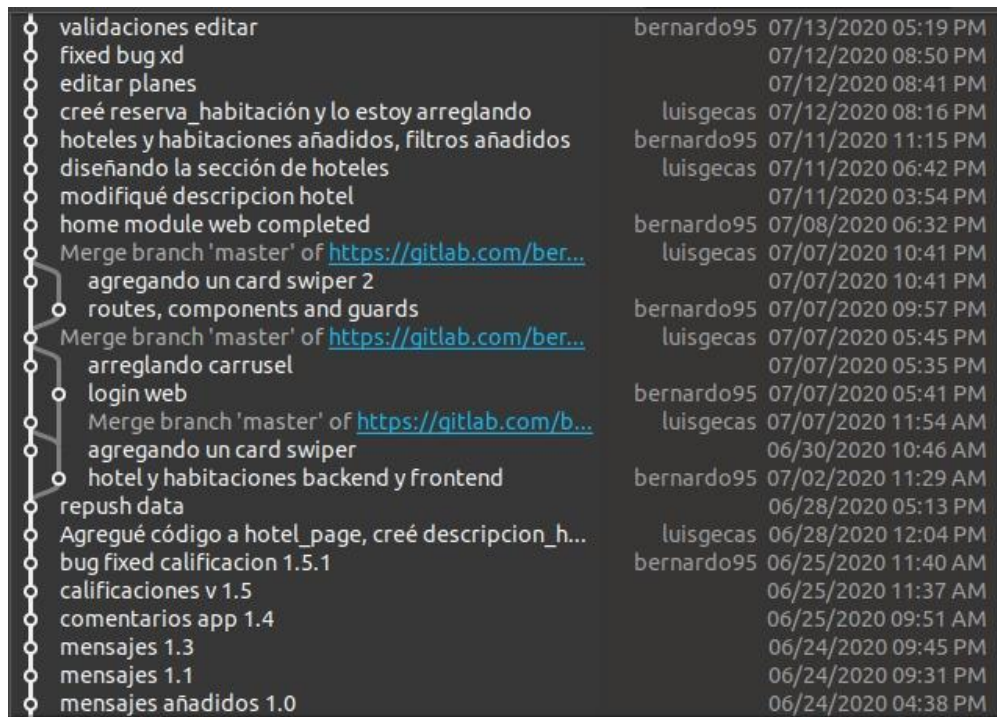 validaciones editar bernardo95 07/13/2020 05:19 PM
fixed bug xd 07/12/2020 08:50 PM
editar planes 07/12/2020 08:41 PM
creé reserva_habitación y lo estoy arreglando luisgecas 07/12/2020 08:16 PM
hoteles y habitaciones añadidos, filtros añadidos bernardo95 07/11/2020 11:15 PM
diseñando la sección de hoteles luisgecas 07/11/2020 06:42 PM
modifiqué descripcion hotel 07/11/2020 03:54 PM
home module web completed bernardo95 07/08/2020 06:32 PM
Merge branch 'master' of https://gitlab.com/ber... luisgecas 07/07/2020 10:41 PM
agregando un card swiper 2 07/07/2020 10:41 PM
routes, components and guards bernardo95 07/07/2020 09:57 PM
Merge branch 'master' of https://gitlab.com/ber... luisgecas 07/07/2020 05:45 PM
arreglando carrusel 07/07/2020 05:35 PM
login web bernardo95 07/07/2020 05:41 PM
Merge branch 'master' of https://gitlab.com/b... luisgecas 07/07/2020 11:54 AM
agregando un card swiper 06/30/2020 10:46 AM
hotel y habitaciones backend y frontend bernardo95 07/02/2020 11:29 AM
repush data 06/28/2020 05:13 PM
Agregué código a hotel_page, creé descripcion_h... luisgecas 06/28/2020 12:04 PM
bug fixed calificacion 1.5.1 bernardo95 06/25/2020 11:40 AM
calificaciones v 1.5 06/25/2020 11:37 AM
comentarios app 1.4 06/25/2020 09:51 AM
mensajes 1.3 06/24/2020 09:45 PM
mensajes 1.1 06/24/2020 09:31 PM
mensajes añadidos 1.0 06/24/2020 04:38 PM